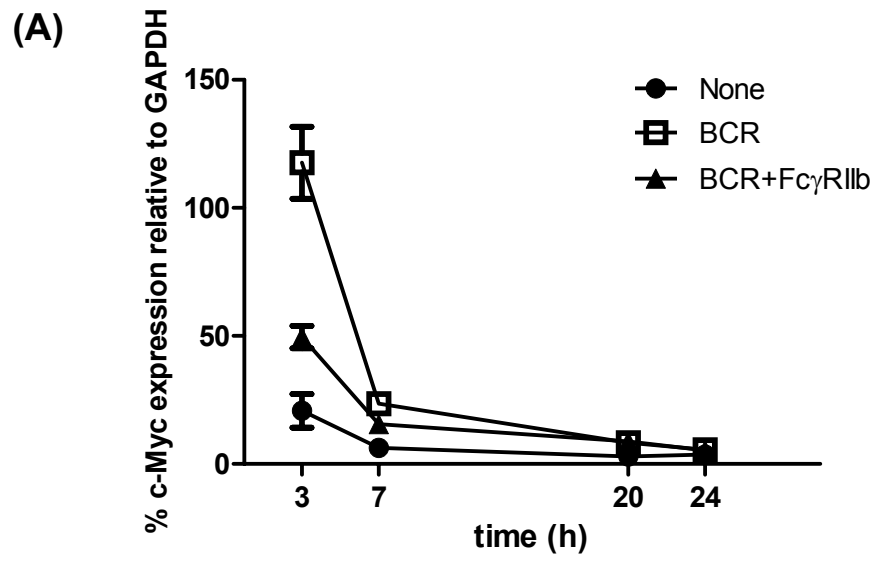 (A)
% c-Myc expression relative to GAPDH
150
100
50
0
3 7 20 24
time (h)
None
BCR
BCR+FcγRIIb